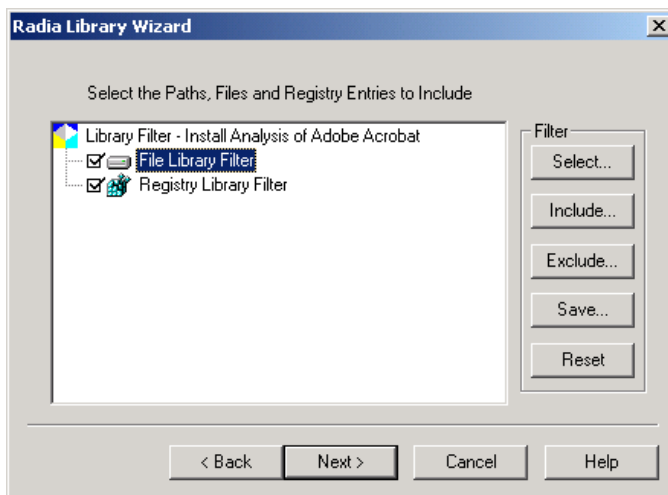 Radia Library Wizard
Select the Paths, Files and Registry Entries to Include
Library Filter - Install Analysis of Adobe Acrobat
File Library Filter
Registry Library Filter
Filter
Select...
Include...
Exclude...
Save...
Reset
< Back
Next >
Cancel
Help